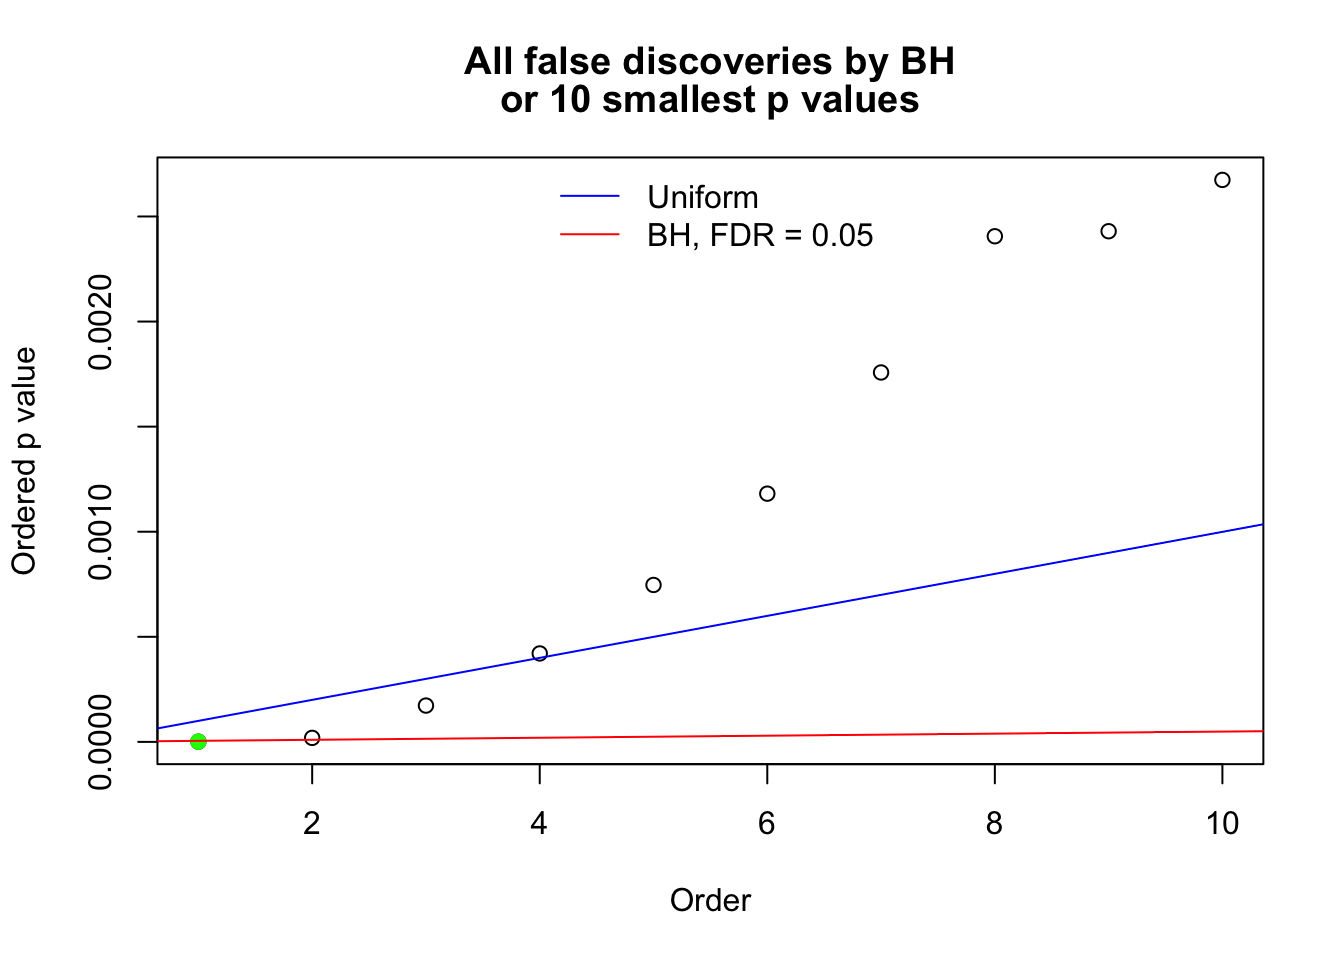 All false discoveries by BH
or 10 smallest p values
Uniform
BH, FDR = 0.05
Ordered p value
0.0020
0.0010
0.0000
2 4 6 8 10
Order